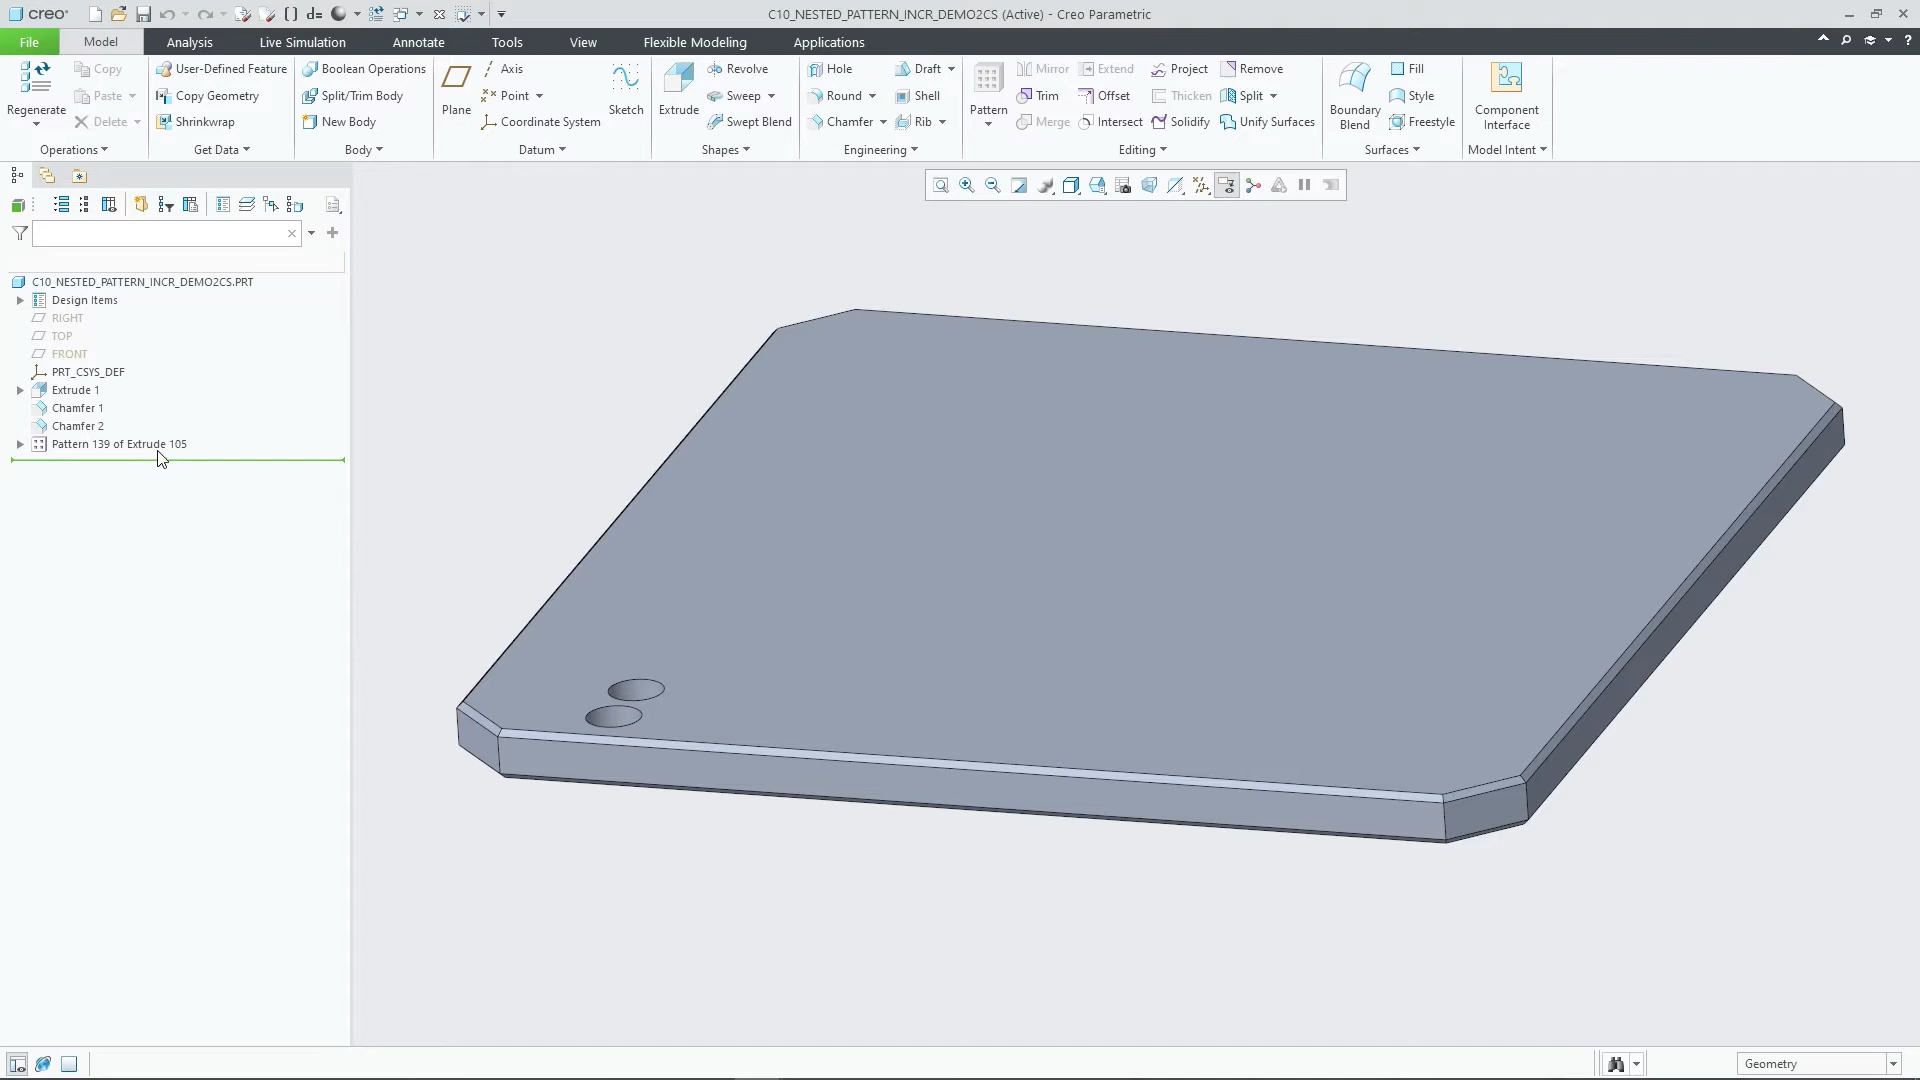 creo
d=
C10_NESTED_PATTERN_INCR_DEMO2CS (Active) - Creo Parametric
File
Model
Analysis
Live Simulation
Annotate
Tools
View
Flexible Modeling
Applications
?
Regenerate
Copy
Paste
Delete
Operations
User-Defined Feature
Copy Geometry
Shrinkwrap
Get Data
Boolean Operations
Split/Trim Body
New Body
Body
Plane
Axis
Point
Coordinate System
Sketch
Datum
Extrude
Revolve
Sweep
Swept Blend
Shapes
Hole
Round
Chamfer
Draft
Shell
Rib
Engineering
Pattern
Mirror
Trim
Merge
Extend
Offset
Intersect
Project
Thicken
Solidify
Remove
Split
Unify Surfaces
Editing
Boundary
Blend
Fill
Style
Freestyle
Surfaces
Component
Interface
Model Intent
C10_NESTED_PATTERN_INCR_DEMO2CS.PRT
Design Items
RIGHT
TOP
FRONT
PRT_CSYS_DEF
Extrude 1
Chamfer 1
Chamfer 2
Pattern 139 of Extrude 105
Geometry